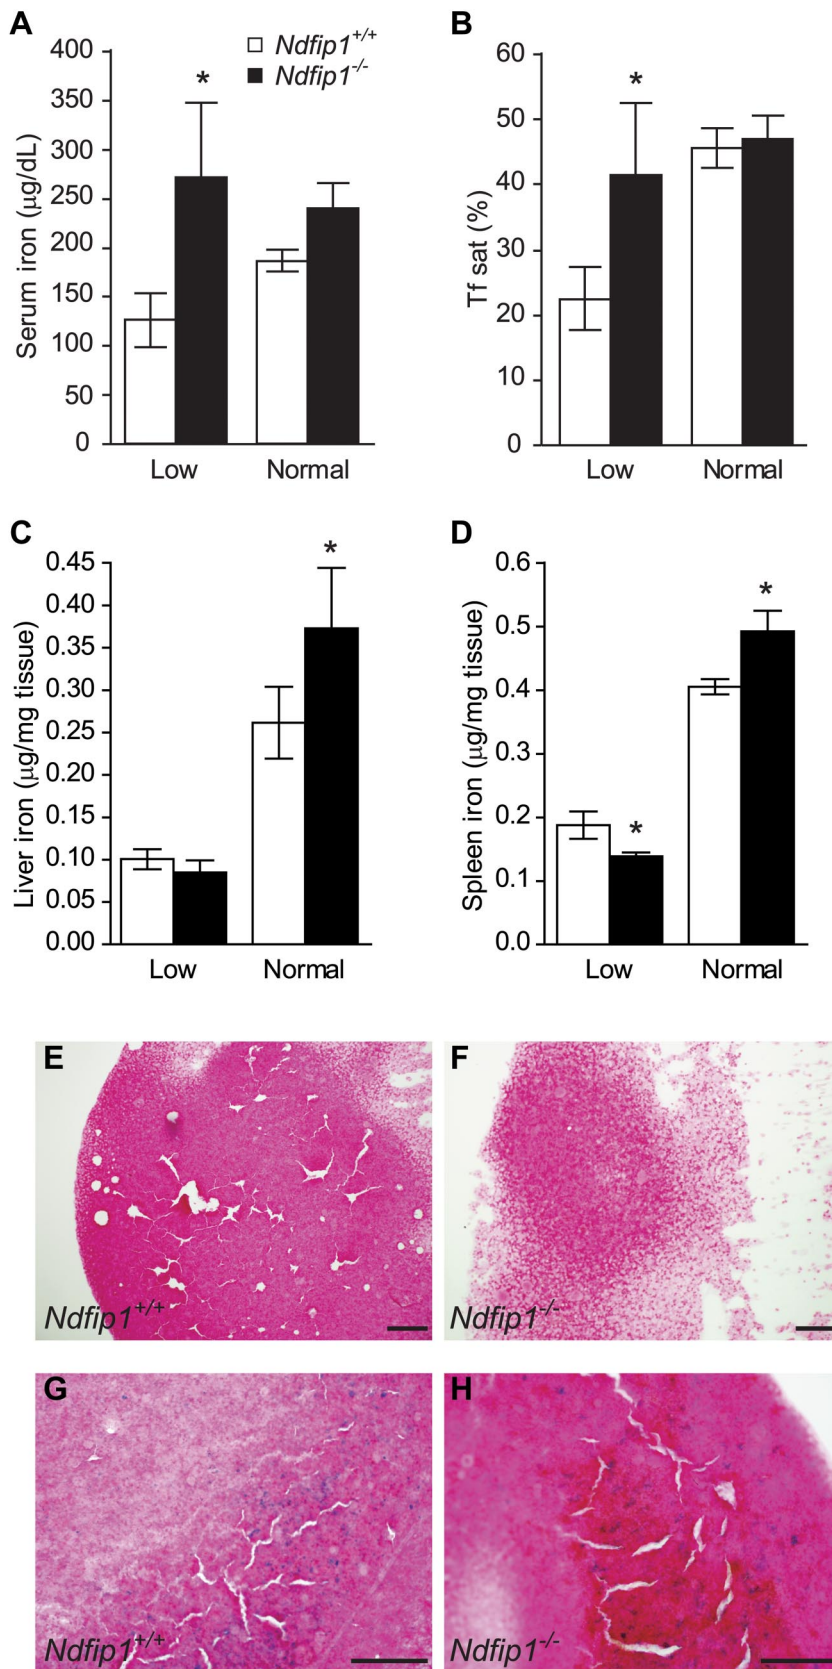 A
Serum iron (µg/dL)
400
350
300
250
200
150
100
50
0
*
Ndfip1+/+
Ndfip1-/-
Low
Normal
B
Tf sat (%)
60
50
40
30
20
10
0
*
Low
Normal
C
Liver iron (µg/mg tissue)
0.45
0.40
0.35
0.30
0.25
0.20
0.15
0.10
0.05
0.00
*
Low
Normal
D
Spleen iron (µg/mg tissue)
0.6
0.5
0.4
0.3
0.2
0.1
0.0
*
*
Low
Normal
E
Ndfip1+/+
F
Ndfip1-/-
G
Ndfip1+/+
H
Ndfip1-/-